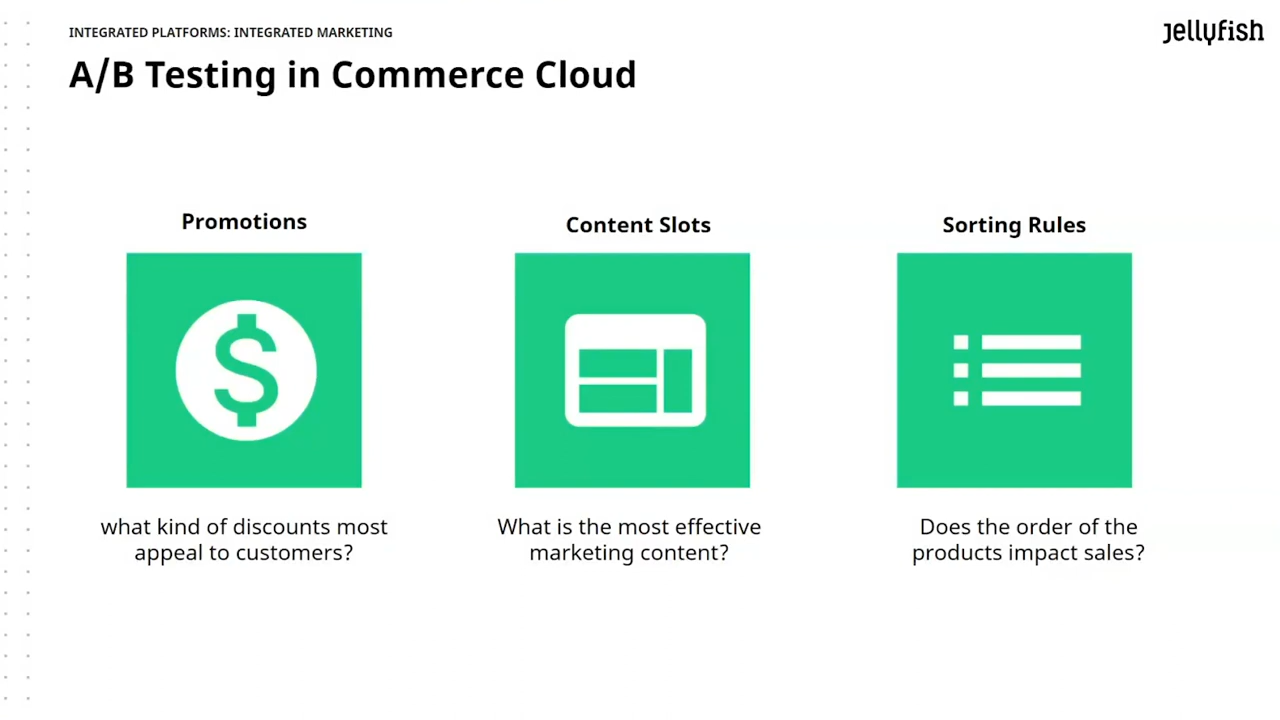 INTEGRATED PLATFORMS: INTEGRATED MARKETING
jellyfish
A/B Testing in Commerce Cloud
Promotions
Content Slots
Sorting Rules
$
what kind of discounts most
appeal to customers?
What is the most effective
marketing content?
Does the order of the
products impact sales?